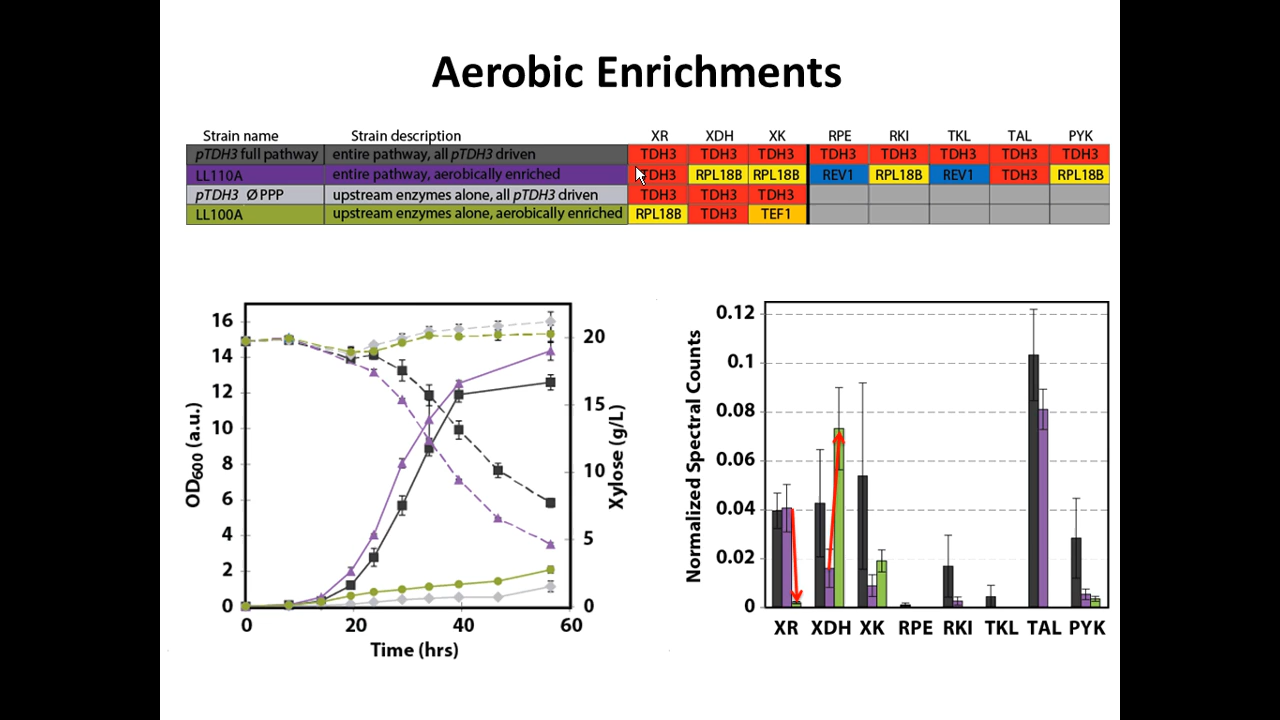 Aerobic Enrichments
Strain name Strain description XR XDH XK RPE RKI TKL TAL PYK
pTDH3 full pathway entire pathway, all pTDH3 driven TDH3 TDH3 TDH3 TDH3 TDH3 TDH3 TDH3 TDH3
LL110A entire pathway, aerobically enriched TDH3 RPL18B RPL18B REV1 RPL18B REV1 TDH3 RPL18B
pTDH3 Ø PPP upstream enzymes alone, all pTDH3 driven TDH3 TDH3 TDH3
LL100A upstream enzymes alone, aerobically enriched RPL18B TDH3 TEF1
OD600 (a.u.)
16
14
12
10
8
6
4
2
0
0 20 40 60
Time (hrs)
20
15
10
5
0
Xylose (g/L)
Normalized Spectral Counts
0.12
0.1
0.08
0.06
0.04
0.02
0
XR XDH XK RPE RKI TKL TAL PYK